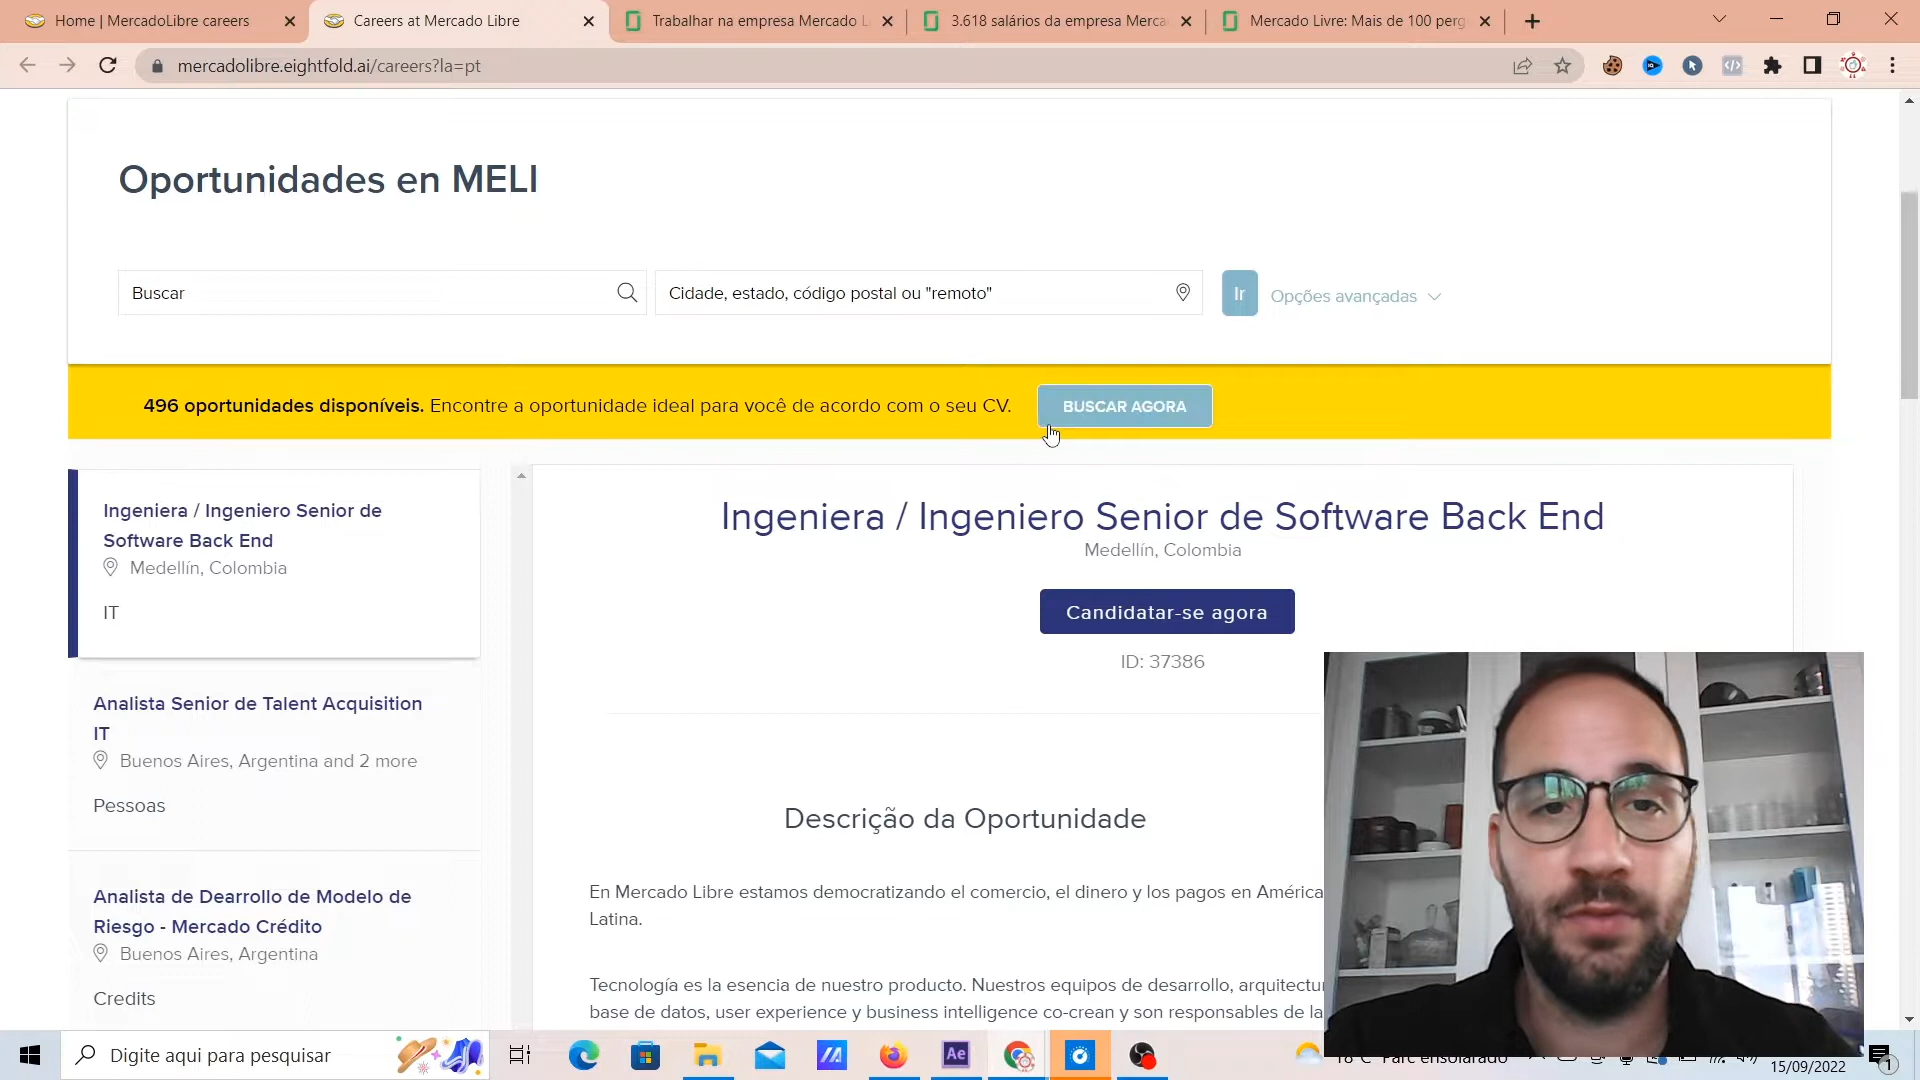 Home | MercadoLibre careers
Careers at Mercado Libre
Trabalhar na empresa Mercado L
3.618 salários da empresa Merca
Mercado Livre: Mais de 100 perg
mercadolibre.eightfold.ai/careers?la=pt
Oportunidades en MELI
Buscar
Cidade, estado, código postal ou "remoto"
Ir
Opções avançadas
496 oportunidades disponíveis. Encontre a oportunidade ideal para você de acordo com o seu CV.
BUSCAR AGORA
Ingeniera / Ingeniero Senior de
Software Back End
Medellín, Colombia
IT
Analista Senior de Talent Acquisition
IT
Buenos Aires, Argentina and 2 more
Pessoas
Analista de Dearrollo de Modelo de
Riesgo - Mercado Crédito
Buenos Aires, Argentina
Credits
Ingeniera / Ingeniero Senior de Software Back End
Medellín, Colombia
Candidatar-se agora
ID: 37386
Descrição da Oportunidade
En Mercado Libre estamos democratizando el comercio, el dinero y los pagos en América
Latina.
Tecnología es la esencia de nuestro producto. Nuestros equipos de desarrollo, arquitectur
base de datos, user experience y business intelligence co-crean y son responsables de la
Digite aqui para pesquisar
Ae
18°C Parc ensolarado
15/09/2022
1